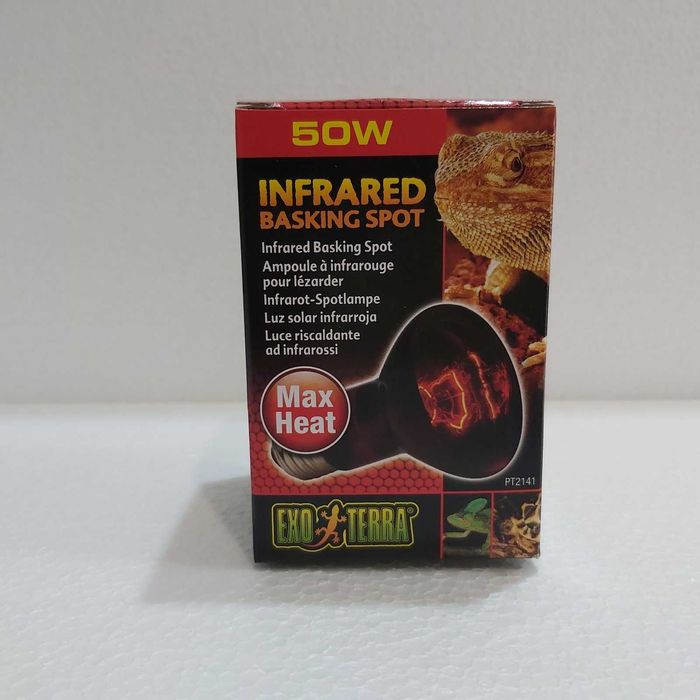 50W
INFRARED
BASKING SPOT
Infrared Basking Spot
Ampoule à infrarouge
pour lézarder
Infrarot-Spotlampe
Luz solar infrarroja
Luce riscaldante
ad infrarossi
Max
Heat
PT2141
EXO TERRA®